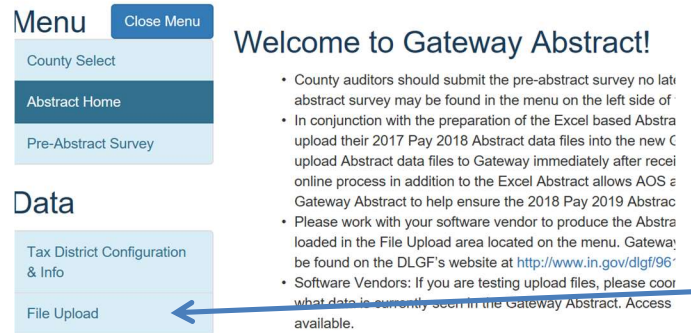 Menu
Close Menu
County Select
Abstract Home
Pre-Abstract Survey
Data
Tax District Configuration
& Info
File Upload
Welcome to Gateway Abstract!
• County auditors should submit the pre-abstract survey no
abstract survey may be found in the menu on the left side of
• In conjunction with the preparation of the Excel based
upload their 2017 Pay 2018 Abstract data files into the new
upload Abstract data files to Gateway immediately after
online process in addition to the Excel Abstract allows AOS
Gateway Abstract to help ensure the 2018 Pay 2019
• Please work with your software vendor to produce the
loaded in the File Upload area located on the menu.
be found on the DLGF's website at http://www.in.gov/dlgf/961
• Software Vendors: If you are testing upload files, please
what data is currently seen in the Gateway Abstract. Access
available.